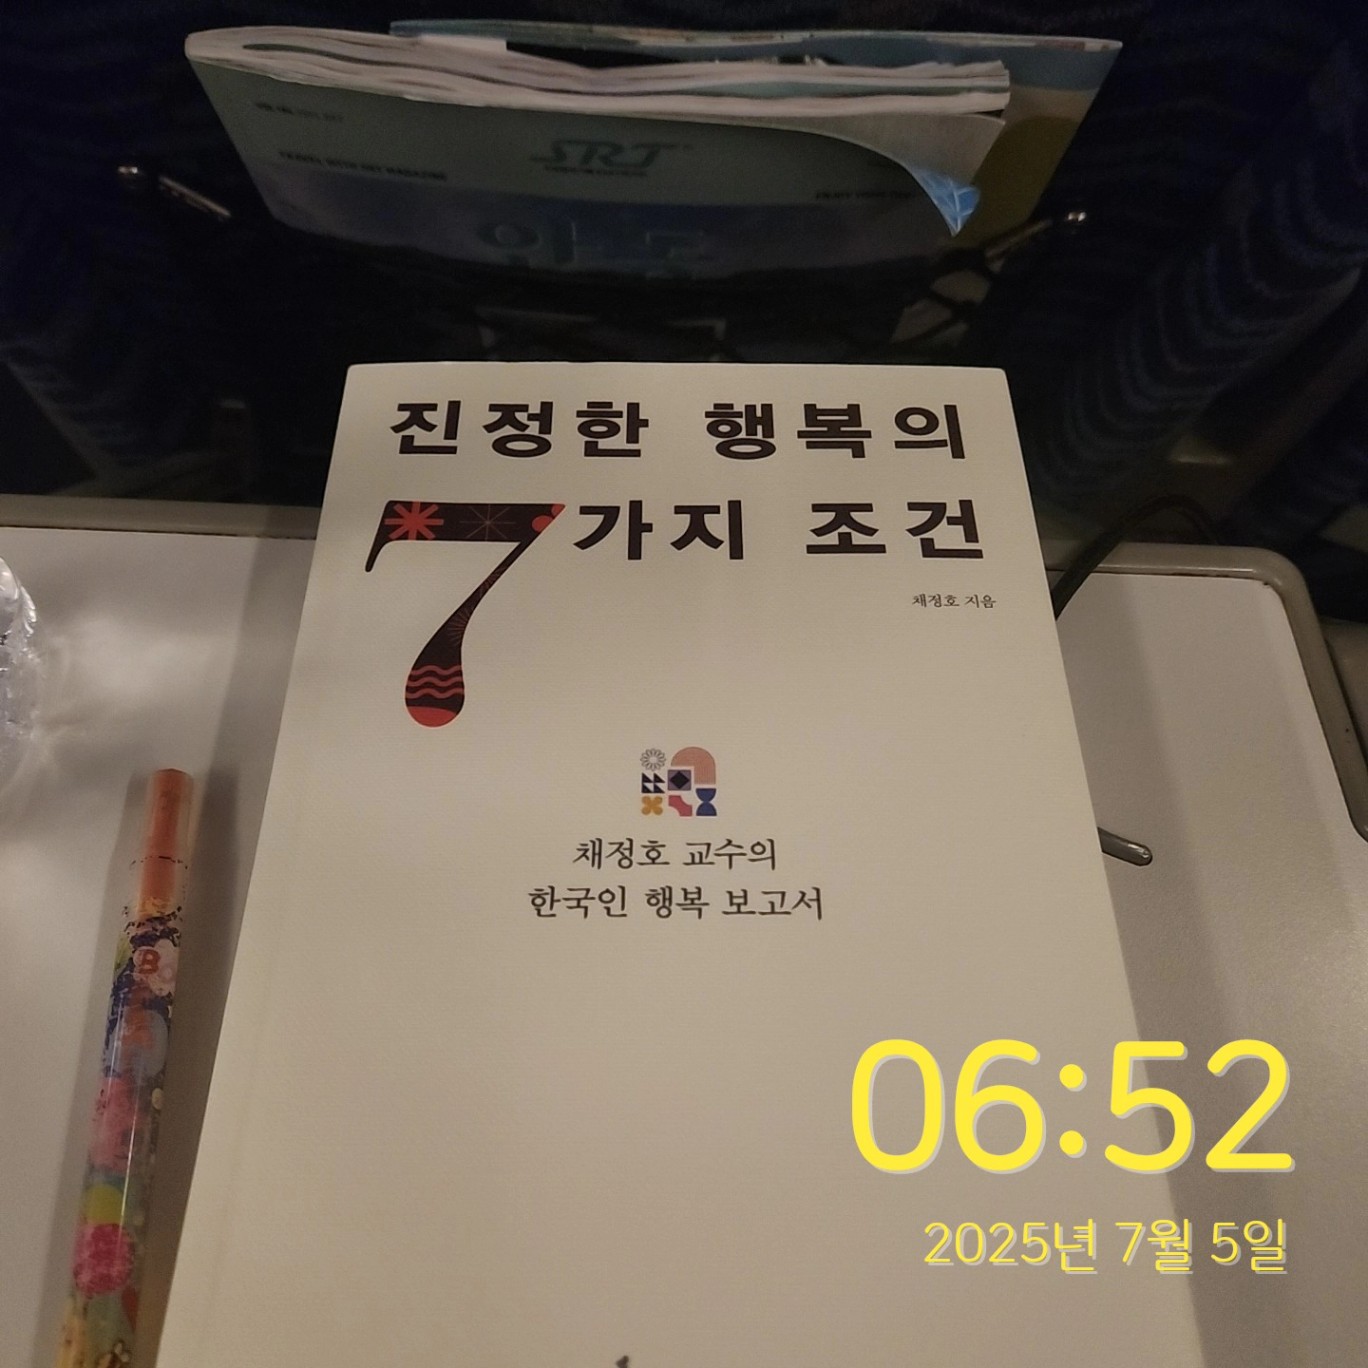 SRT
안동
진정한 행복의
7가지 조건
채정호 지음
채정호 교수의
한국인 행복 보고서
06:52
2025년 7월 5일